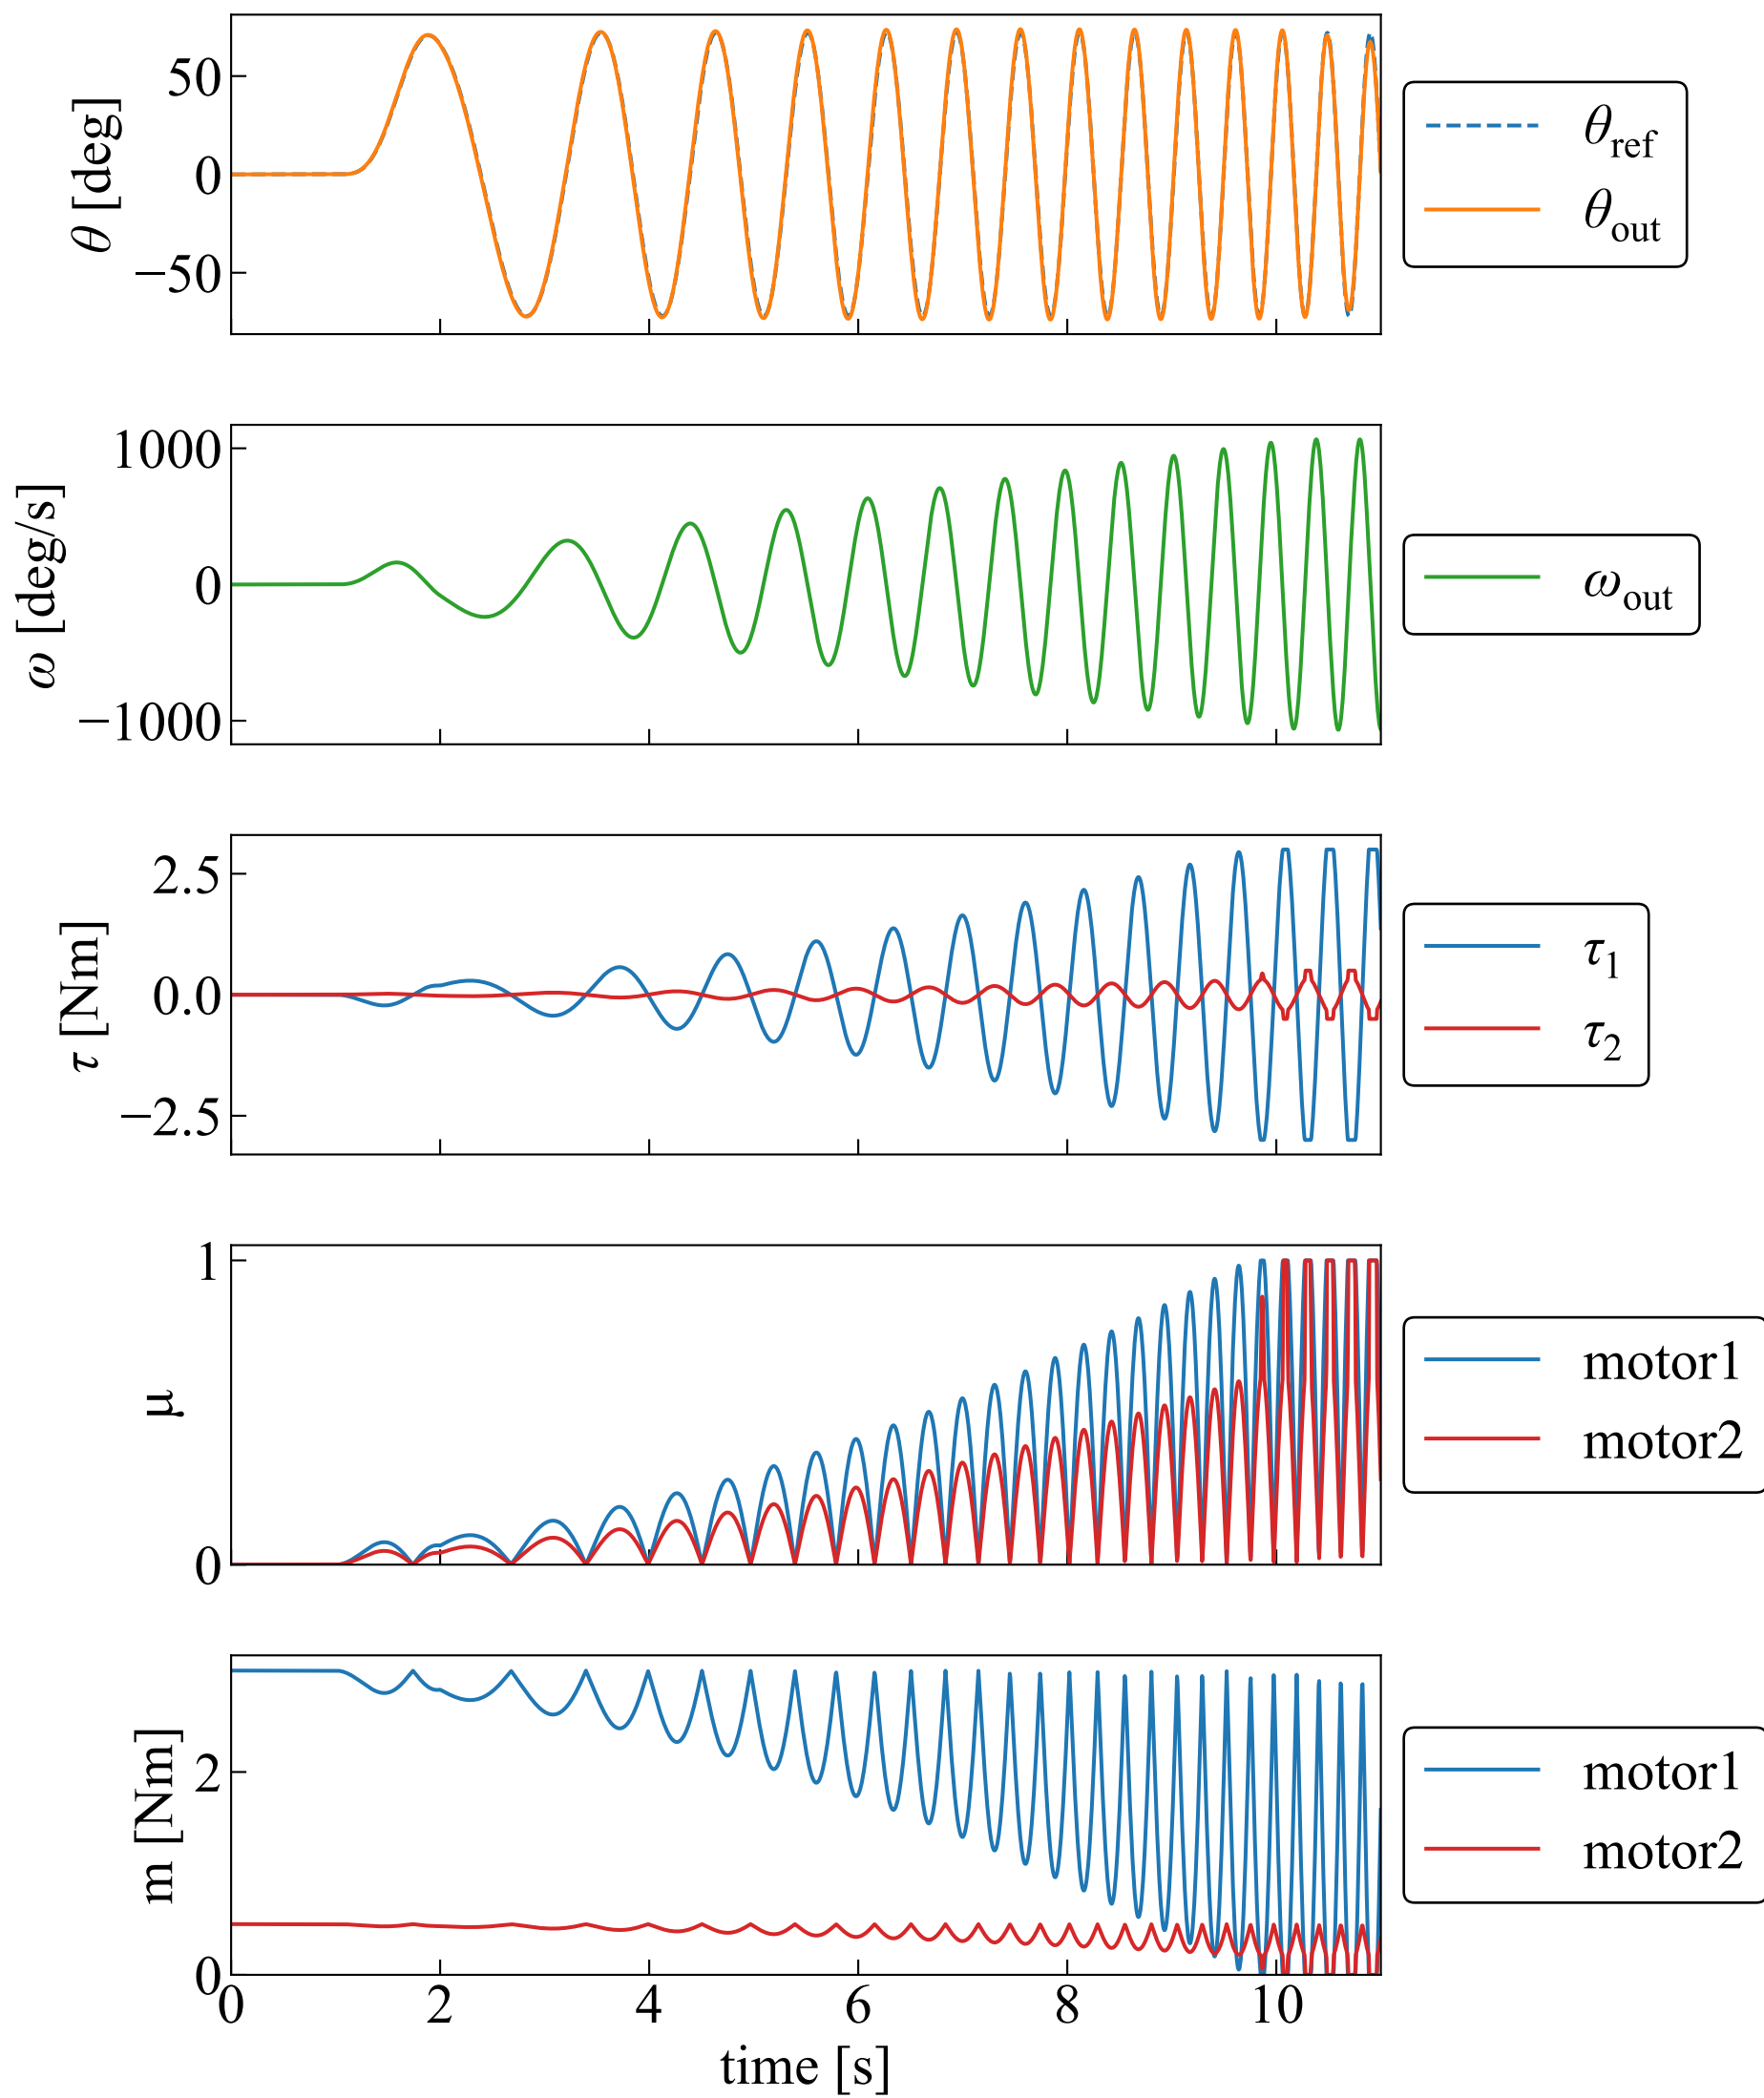 θ [deg]
50
0
−50
θref
θout
ω [deg/s]
1000
0
−1000
ωout
τ [Nm]
2.5
0.0
−2.5
τ1
τ2
μ
1
0
motor1
motor2
m [Nm]
2
0
motor1
motor2
0 2 4 6 8 10
time [s]